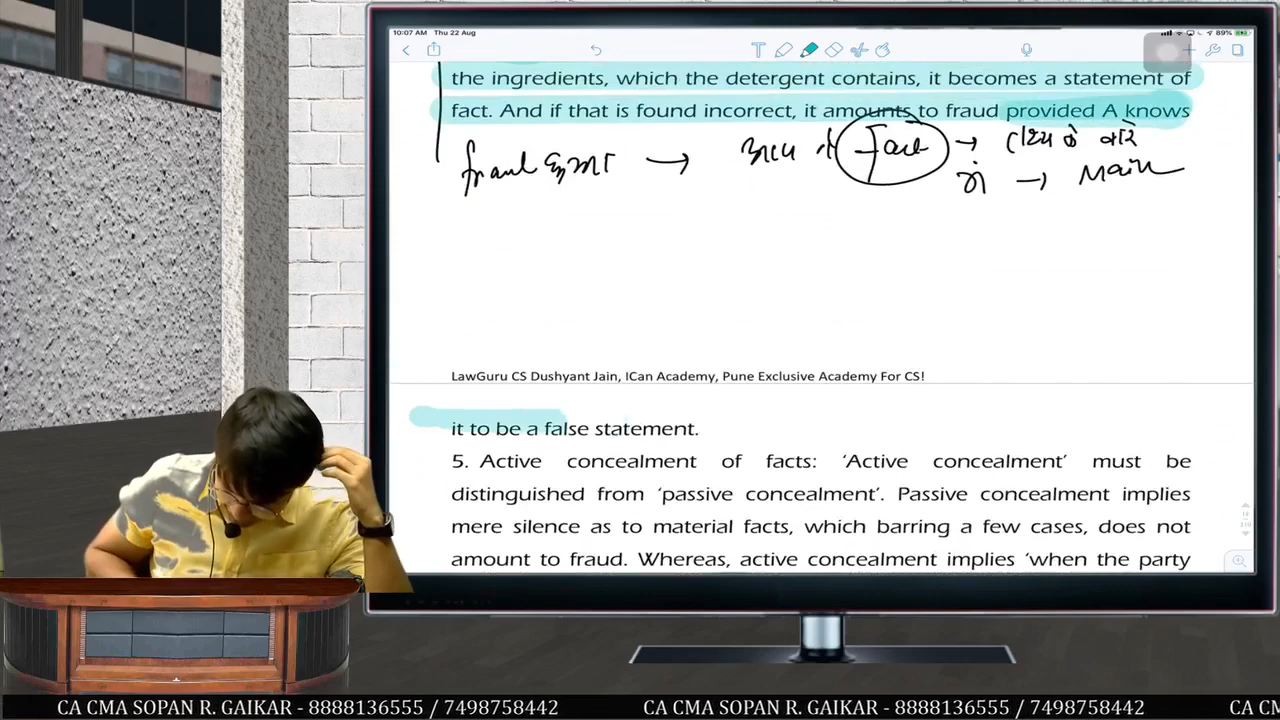 10:07 AM Thu 22 Aug 89%
the ingredients, which the detergent contains, it becomes a statement of
fact. And if that is found incorrect, it amounts to fraud provided A knows
fraud → Fact →
→ Main
LawGuru CS Dushyant Jain, ICan Academy, Pune Exclusive Academy For CS!
it to be a false statement.
5. Active concealment of facts: ‘Active concealment’ must be
distinguished from ‘passive concealment’. Passive concealment implies
mere silence as to material facts, which barring a few cases, does not
amount to fraud. Whereas, active concealment implies ‘when the party
CA CMA SOPAN R. GAIKAR - 8888136555 / 7498758442 CA CMA SOPAN R. GAIKAR - 8888136555 / 7498758442 CA